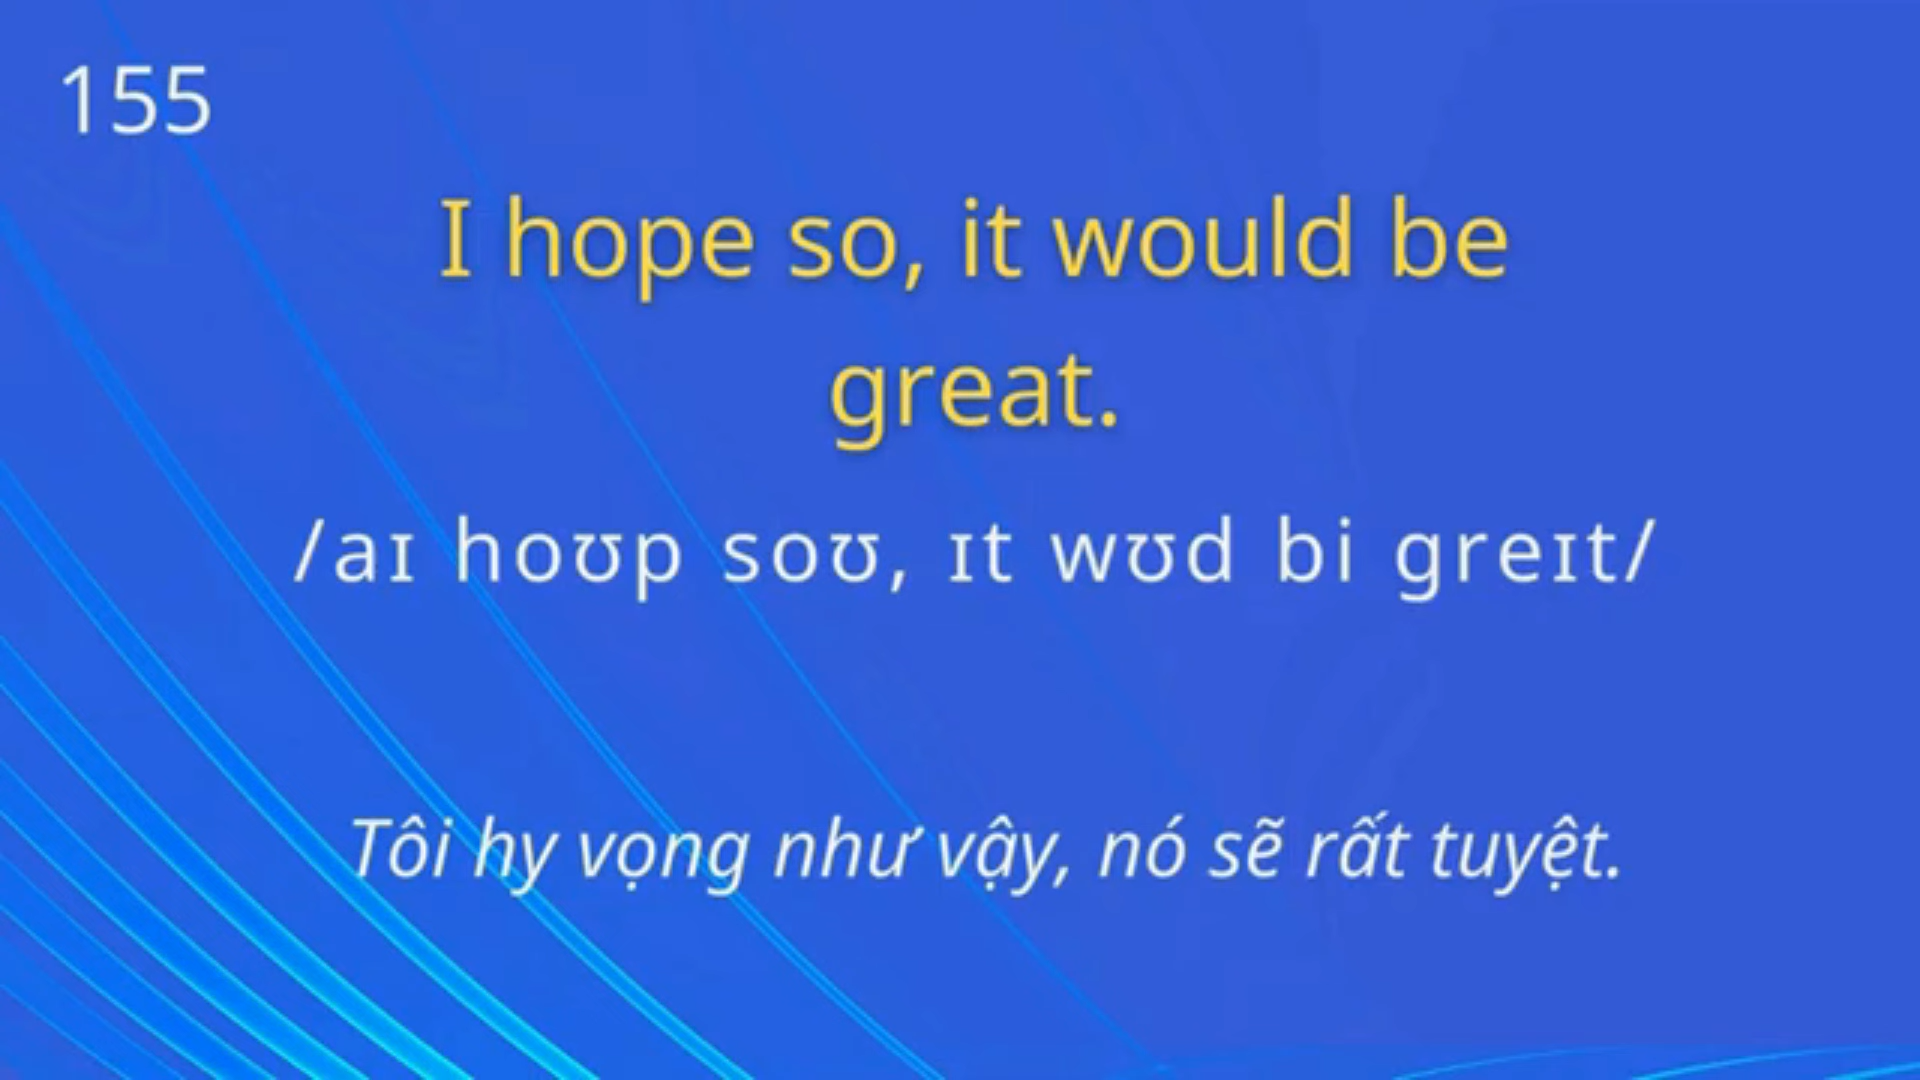 155
I hope so, it would be
great.
/aɪ hoʊp soʊ, ɪt wʊd bi greɪt/
Tôi hy vọng như vậy, nó sẽ rất tuyệt.